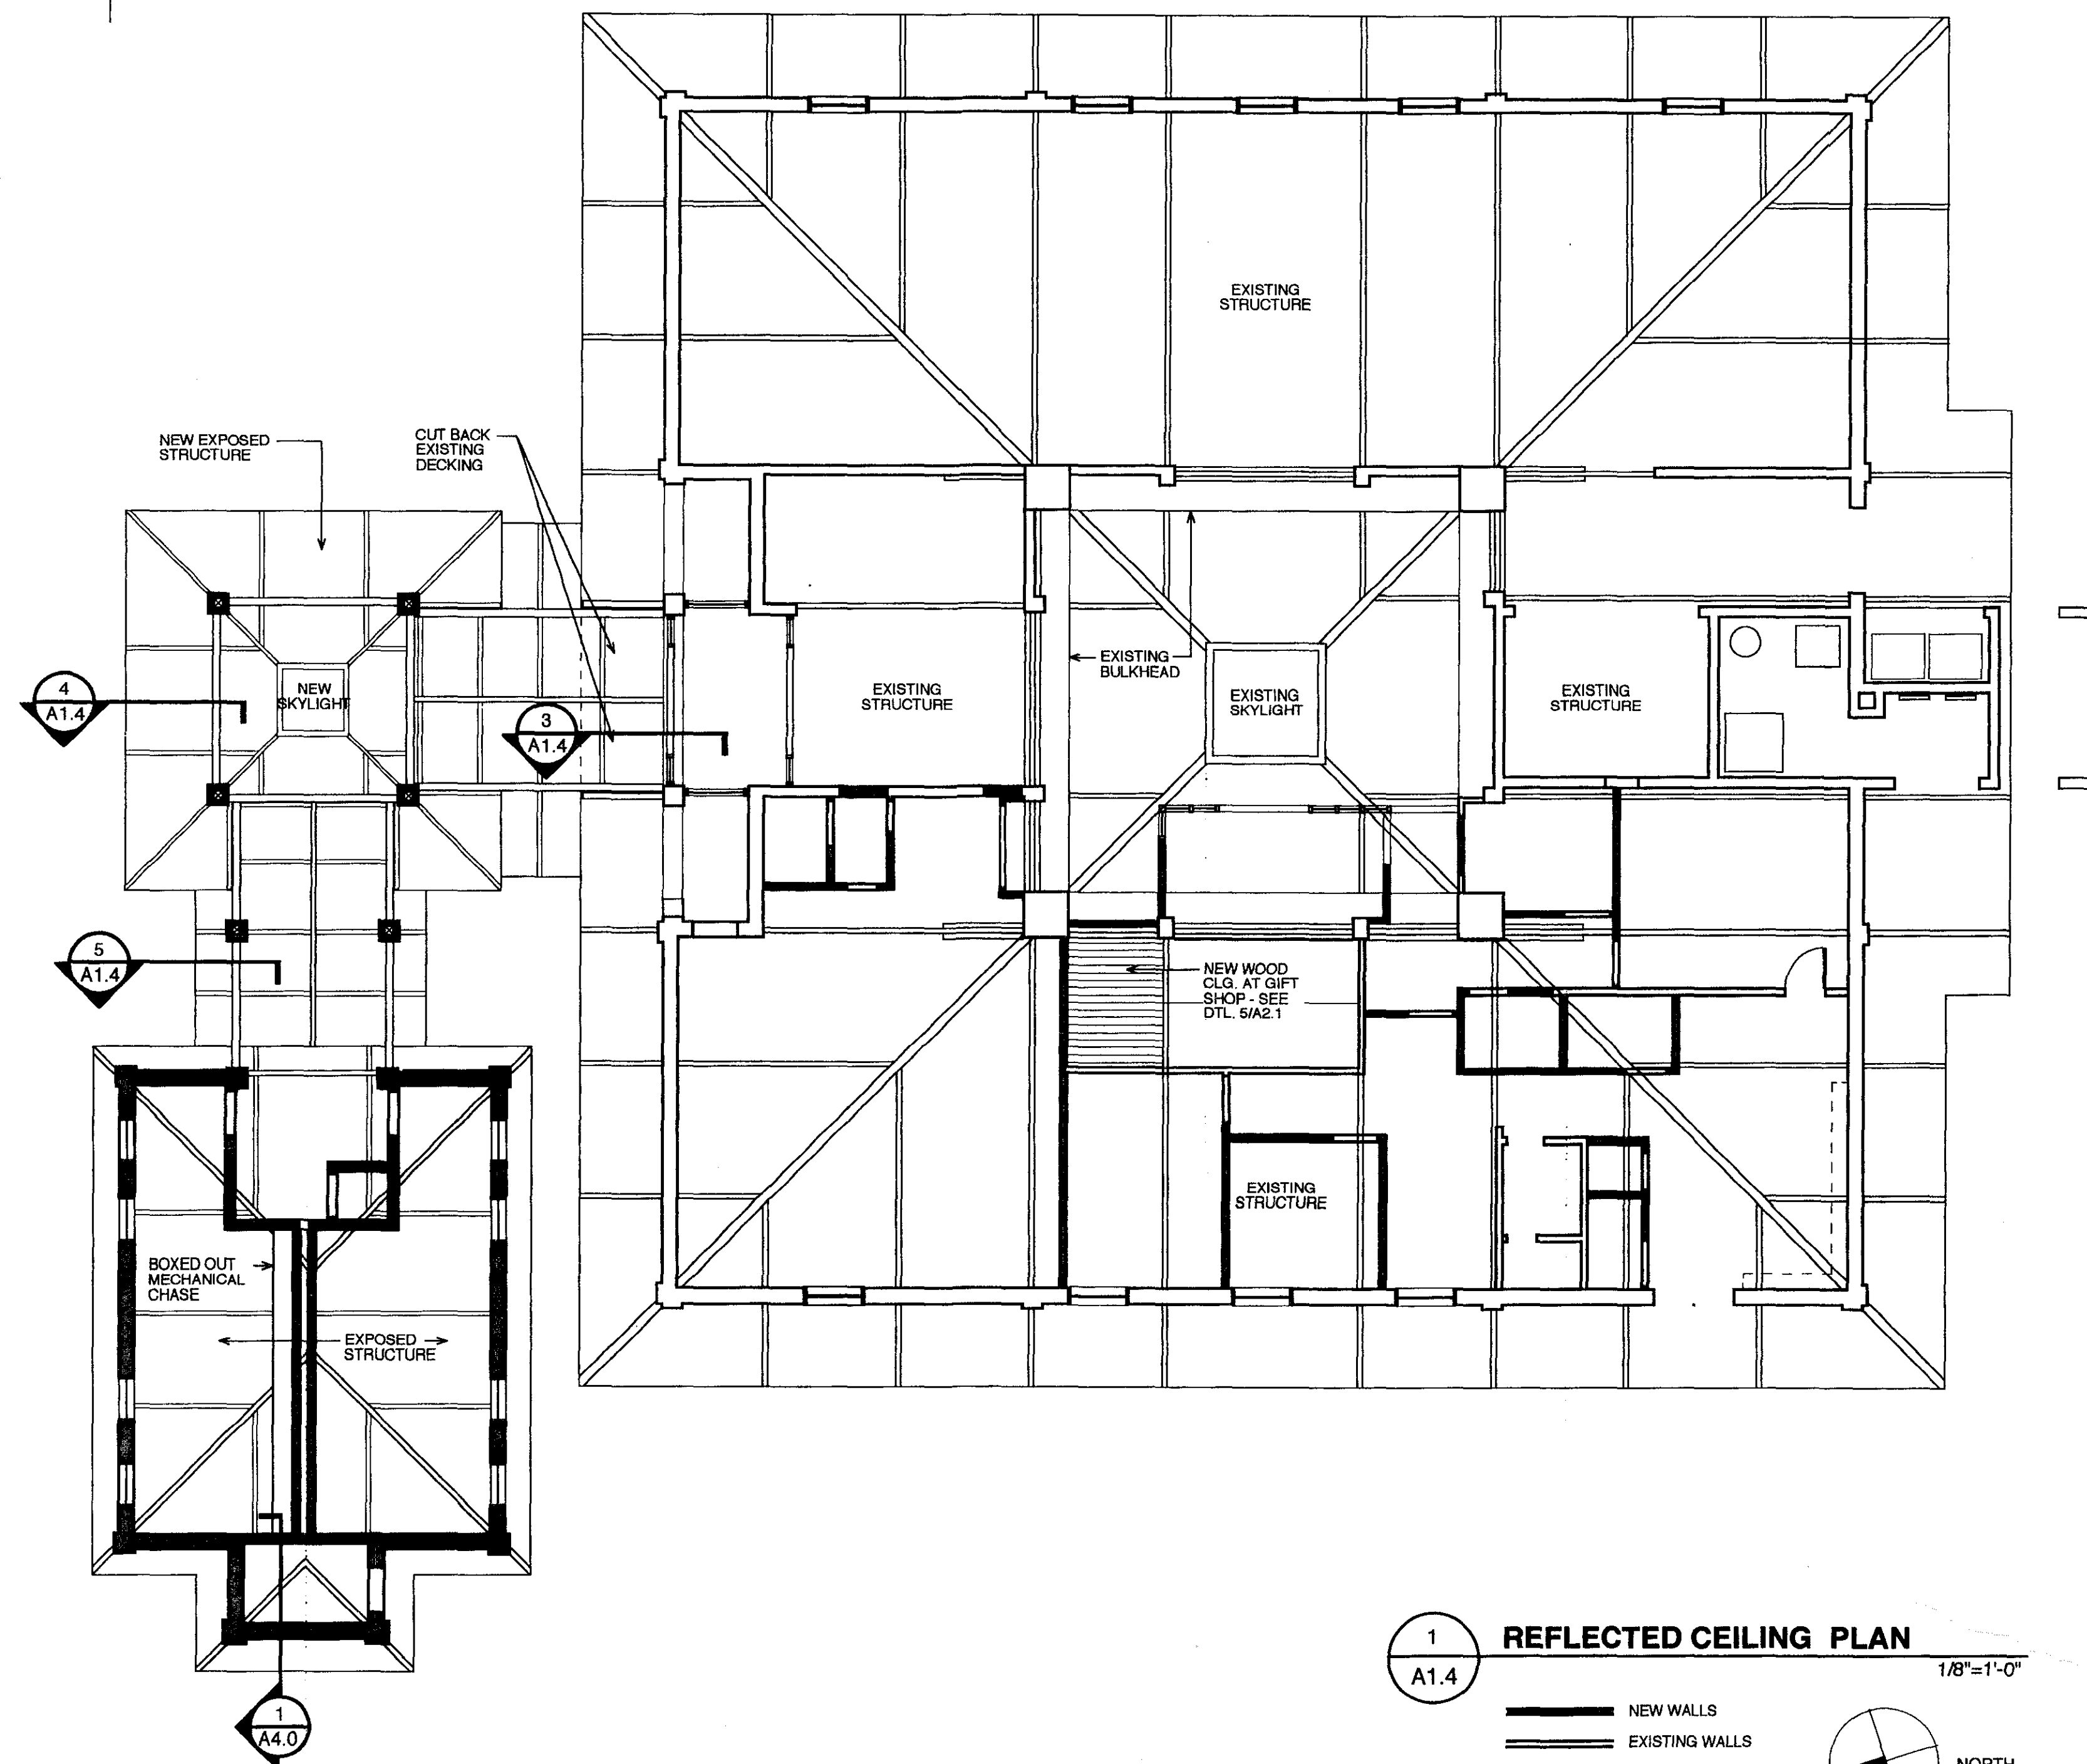 EXISTING
STRUCTURE
NEW EXPOSED
STRUCTURE
CUT BACK
EXISTING
DECKING
NEW
SKYLIGHT
4
A1.4
3
A1.4
EXISTING
STRUCTURE
EXISTING
BULKHEAD
EXISTING
SKYLIGHT
EXISTING
STRUCTURE
5
A1.4
NEW WOOD
CLG. AT GIFT
SHOP - SEE
DTL. 5/A2.1
EXISTING
STRUCTURE
BOXED OUT
MECHANICAL
CHASE
EXPOSED
STRUCTURE
1
A4.0
1
A1.4
REFLECTED CEILING PLAN
1/8"=1'-0"
NEW WALLS
EXISTING WALLS
NORTH